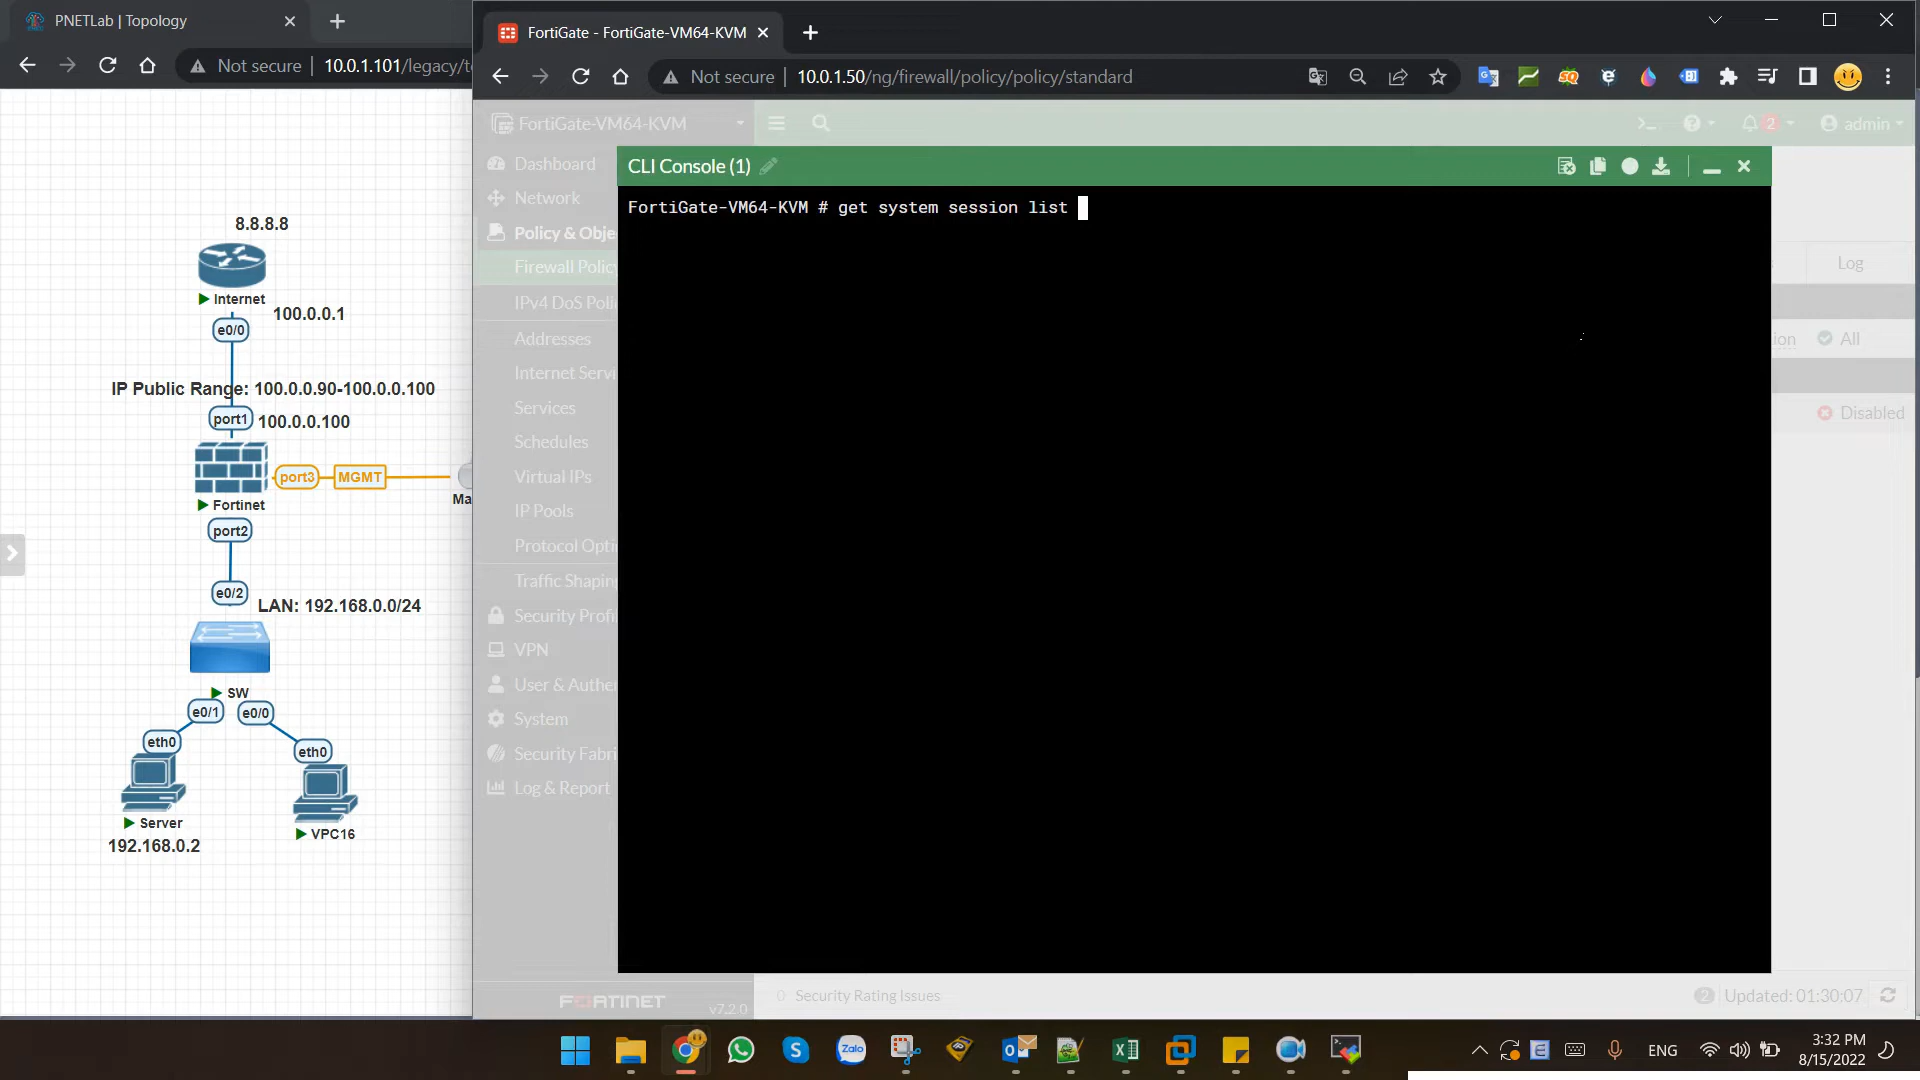 PNETLab | Topology
Not secure
10.0.1.101/legacy/t
8.8.8.8
Internet
100.0.0.1
e0/0
IP Public Range: 100.0.0.90-100.0.0.100
port1
100.0.0.100
port3
MGMT
Ma
Fortinet
port2
e0/2
LAN: 192.168.0.0/24
SW
e0/1
e0/0
eth0
eth0
Server
VPC16
192.168.0.2
FortiGate - FortiGate-VM64-KVM
Not secure
10.0.1.50/ng/firewall/policy/policy/standard
FortiGate-VM64-KVM
2
admin
Dashboard
Network
Policy & Obje
Firewall Polic
IPv4 DoS Poli
Addresses
Internet Servi
Services
Schedules
Virtual IPs
IP Pools
Protocol Opti
Traffic Shapin
Security Profi
VPN
User & Authe
System
Security Fabri
Log & Report
FORTINET
v7.2.0
CLI Console (1)
FortiGate-VM64-KVM # get system session list
Log
ion
All
Disabled
0 Security Rating Issues
2 Updated: 01:30:07
Zalo
ENG
3:32 PM
8/15/2022